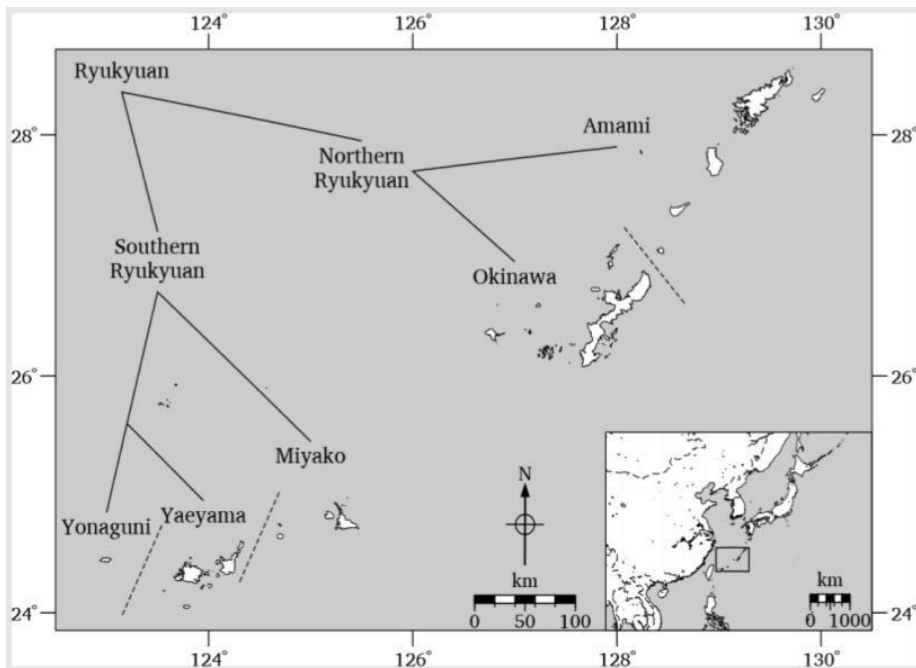 124° 126° 128° 130°
Ryukyuan
28° 28°
Amami
Northern
Ryukyuan
Southern
Ryukyuan
Okinawa
26° 26°
Miyako
N
Yonaguni Yaeyama
km
0 50 100
km
0 1000
24° 24°
124° 126° 128° 130°